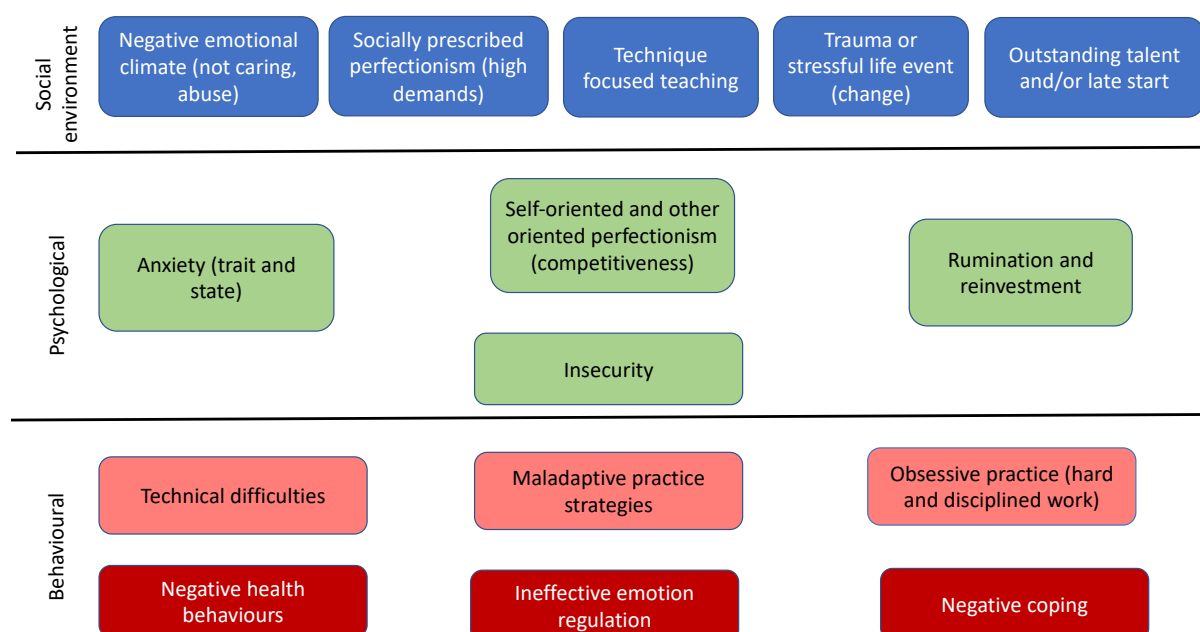 Social
environment
Negative emotional
climate (not caring,
abuse)
Socially prescribed
perfectionism (high
demands)
Technique
focused teaching
Trauma or
stressful life event
(change)
Outstanding talent
and/or late start
Psychological
Anxiety (trait and
state)
Self-oriented and other
oriented perfectionism
(competitiveness)
Insecurity
Rumination and
reinvestment
Behavioural
Technical difficulties
Maladaptive practice
strategies
Obsessive practice (hard
and disciplined work)
Negative health
behaviours
Ineffective emotion
regulation
Negative coping